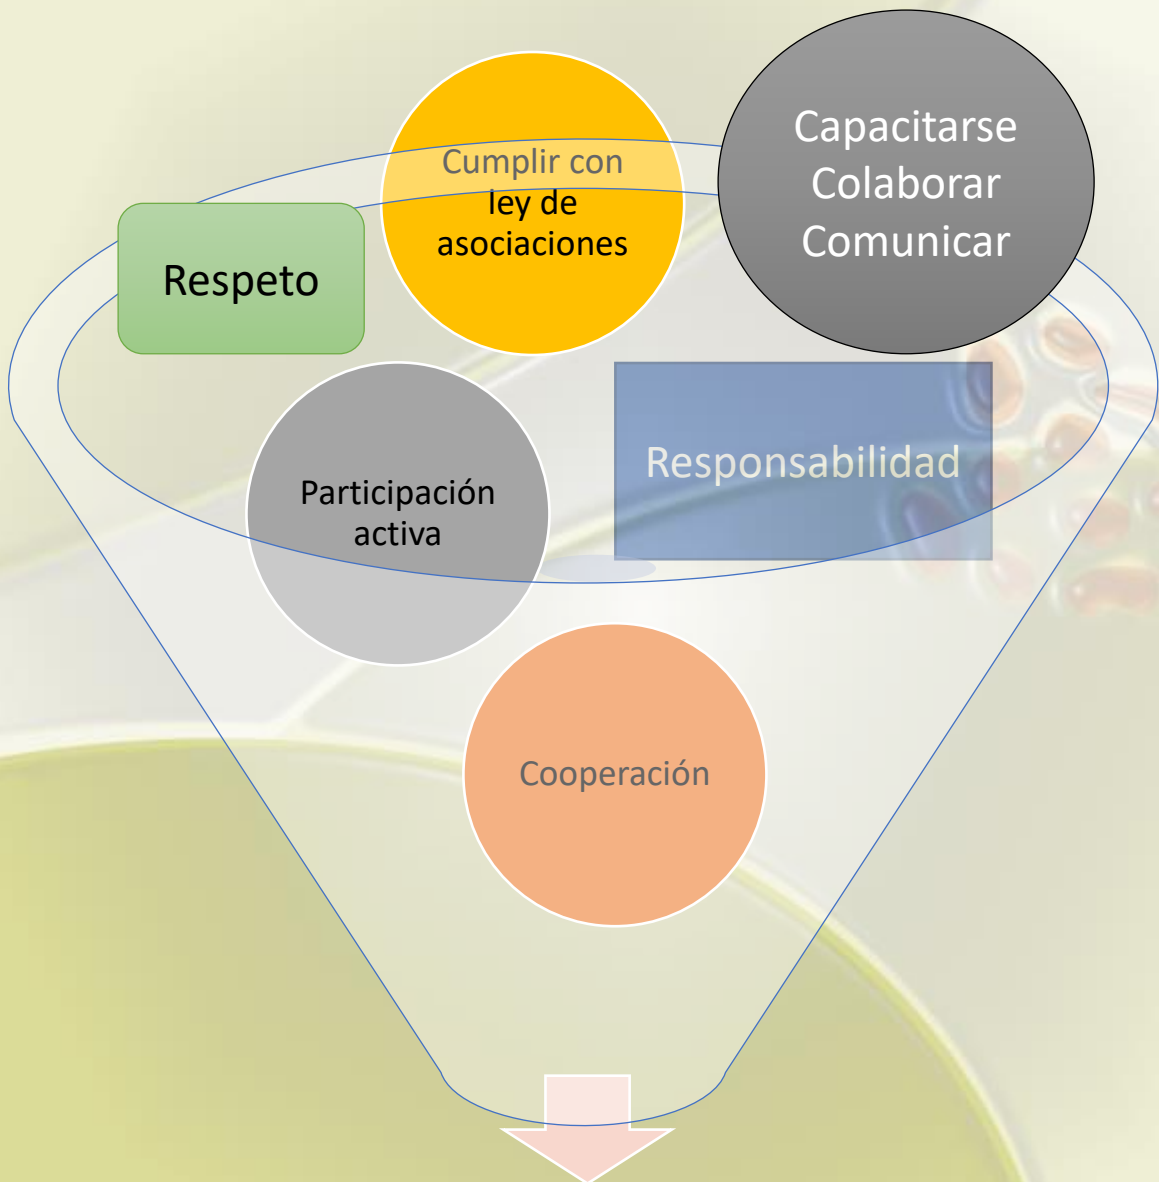 Capacitarse
Colaborar
Comunicar
Cumplir con
ley de
asociaciones
Respeto
Responsabilidad
Participación
activa
Cooperación